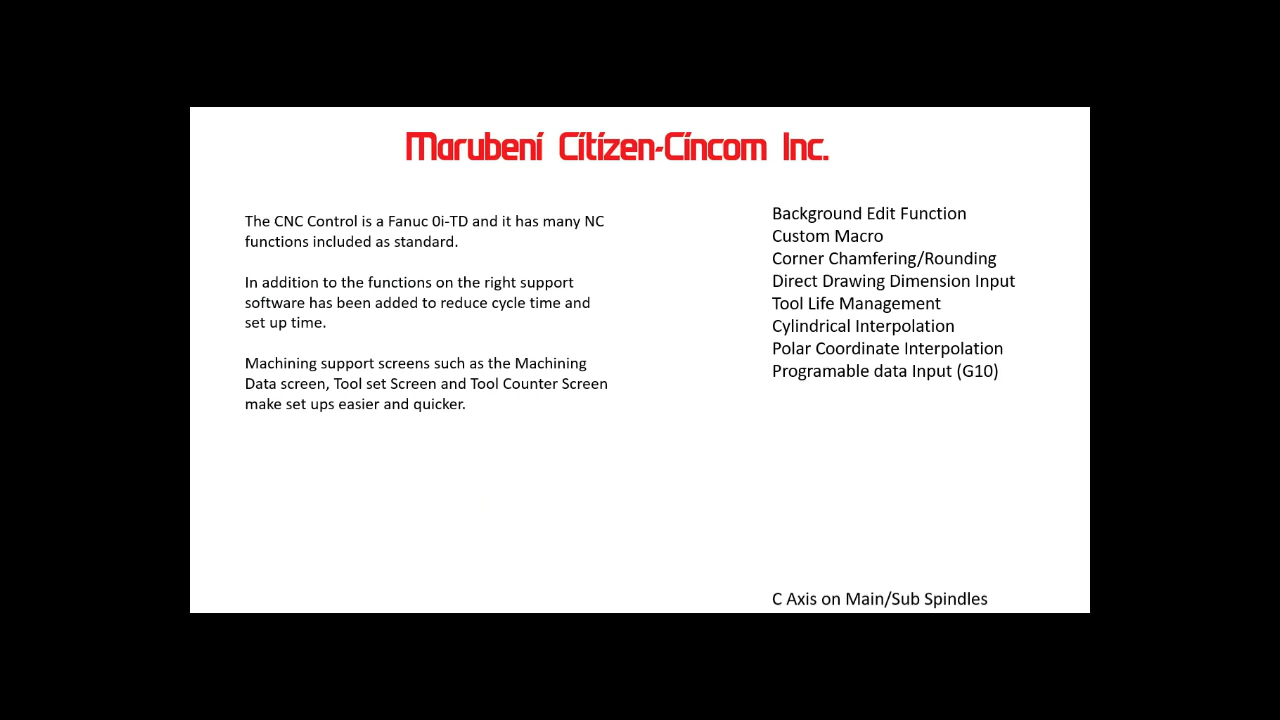 Marubeni Citizen-Cincom Inc.
The CNC Control is a Fanuc 0i-TD and it has many NC
functions included as standard.
In addition to the functions on the right support
software has been added to reduce cycle time and
set up time.
Machining support screens such as the Machining
Data screen, Tool set Screen and Tool Counter Screen
make set ups easier and quicker.
Background Edit Function
Custom Macro
Corner Chamfering/Rounding
Direct Drawing Dimension Input
Tool Life Management
Cylindrical Interpolation
Polar Coordinate Interpolation
Programable data Input (G10)
C Axis on Main/Sub Spindles